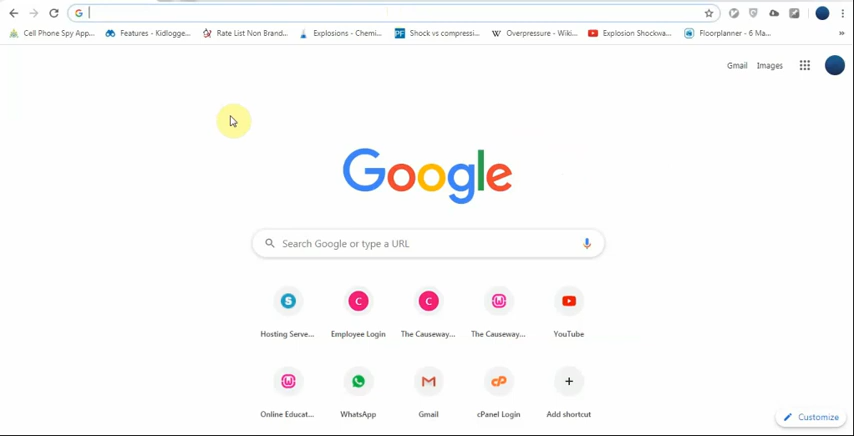 Cell Phone Spy App... Features - Kidlogge... Rate List Non Brand... Explosions - Chemi... PF Shock vs compressi... W Overpressure - Wiki... Explosion Shockwa... Floorplanner - 6 Ma... »
Gmail Images
Google
Search Google or type a URL
S C C W
Hosting Serve... Employee Login The Causeway... The Causeway... YouTube
W M cP +
Online Educat... WhatsApp Gmail cPanel Login Add shortcut
Customize